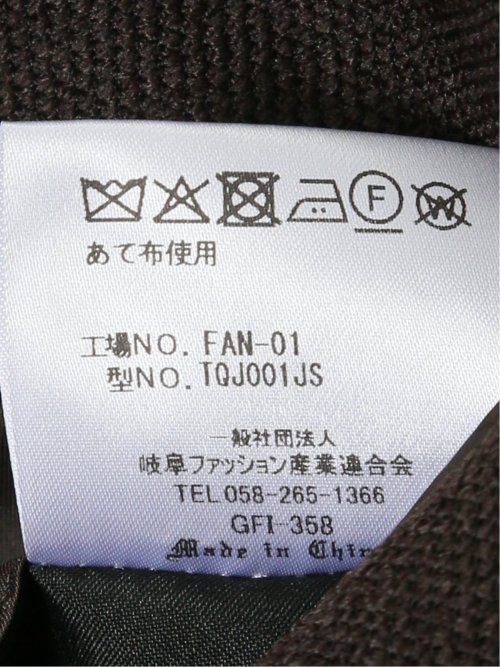 F W
あて布使用
工場NO. FAN-01
型NO. TQJ001JS
一般社団法人
岐阜ファッション産業連合会
TEL 058-265-1366
GFI-358
Made in Chin